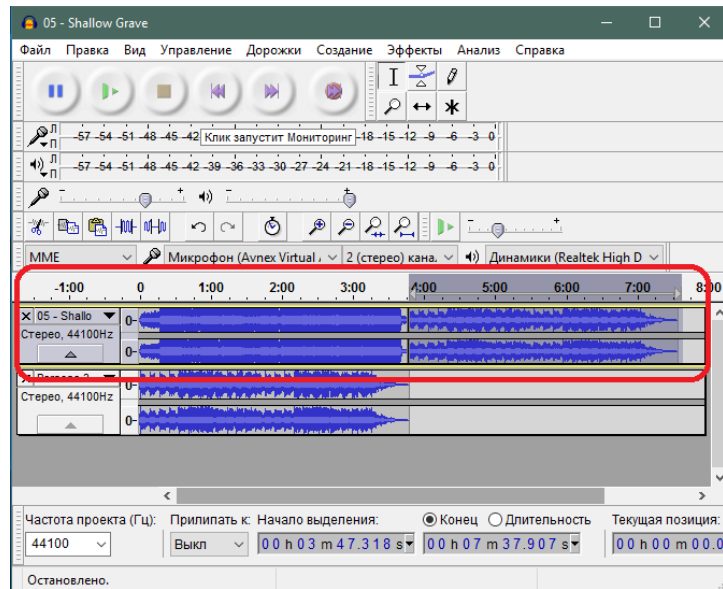 05 - Shallow Grave
Файл Правка Вид Управление Дорожки Создание Эффекты Анализ Справка
Л П -57 -54 -51 -48 -45 -42 Клик запустит Мониторинг -18 -15 -12 -9 -6 -3 0
Л П -57 -54 -51 -48 -45 -42 -39 -36 -33 -30 -27 -24 -21 -18 -15 -12 -9 -6 -3 0
MME Микрофон (Avnex Virtual 2 (стерео) кана. Динамики (Realtek High D
-1:00 0 1:00 2:00 3:00 4:00 5:00 6:00 7:00 8:00
05 - Shallo
Стерео, 44100Hz
0-
0-
0-
Стерео, 44100Hz
0-
Частота проекта (Гц): Прилипать к: Начало выделения: Конец Длительность Текущая позиция:
44100 Выкл 00 h 03 m 47.318 s 00 h 07 m 37.907 s 00 h 00 m 00.0
Остановлено.